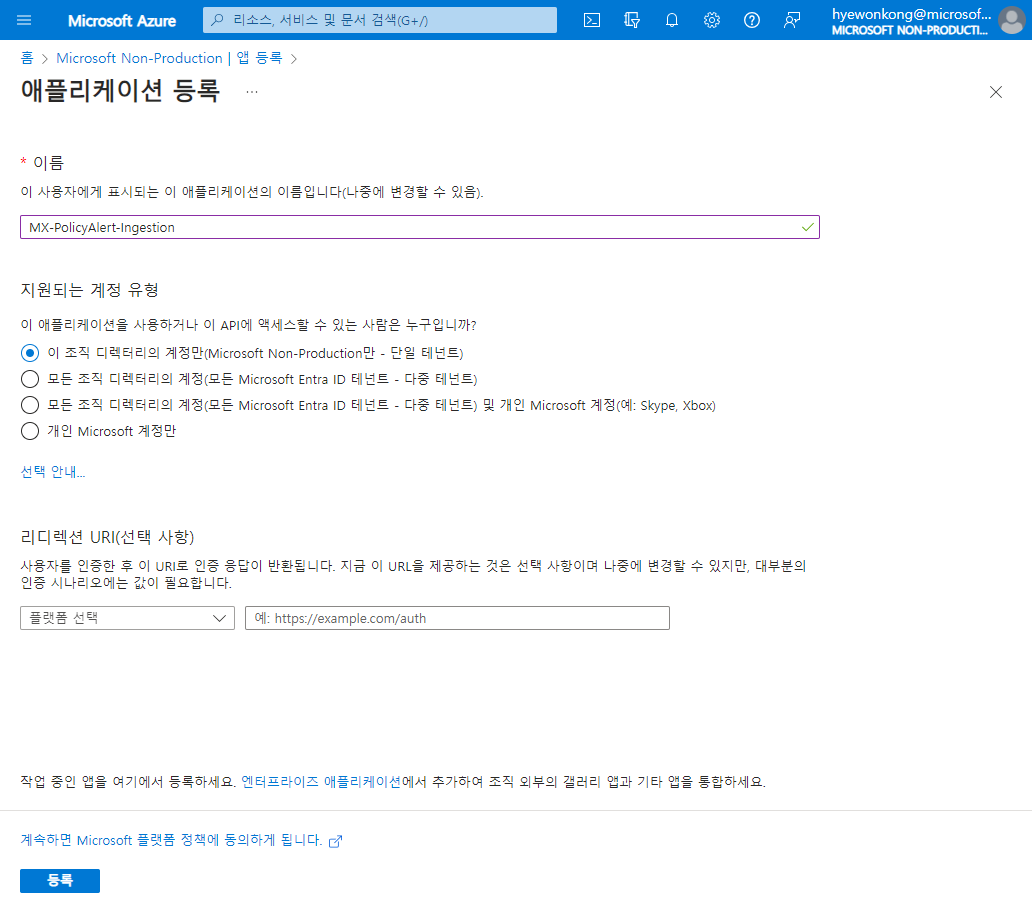 Microsoft Azure
리소스, 서비스 및 문서 검색(G+/)
hyewonkong@microsof...
MICROSOFT NON-PRODUCTI...
홈 > Microsoft Non-Production | 앱 등록 >
애플리케이션 등록 ...
* 이름
이 사용자에게 표시되는 이 애플리케이션의 이름입니다(나중에 변경할 수 있음).
MX-PolicyAlert-Ingestion
지원되는 계정 유형
이 애플리케이션을 사용하거나 이 API에 액세스할 수 있는 사람은 누구입니까?
이 조직 디렉터리의 계정만(Microsoft Non-Production만 - 단일 테넌트)
모든 조직 디렉터리의 계정(모든 Microsoft Entra ID 테넌트 - 다중 테넌트)
모든 조직 디렉터리의 계정(모든 Microsoft Entra ID 테넌트 - 다중 테넌트) 및 개인 Microsoft 계정(예: Skype, Xbox)
개인 Microsoft 계정만
선택 안내...
리디렉션 URI(선택 사항)
사용자를 인증한 후 이 URI로 인증 응답이 반환됩니다. 지금 이 URL을 제공하는 것은 선택 사항이며 나중에 변경할 수 있지만, 대부분의
인증 시나리오에는 값이 필요합니다.
플랫폼 선택
예: https://example.com/auth
작업 중인 앱을 여기에서 등록하세요. 엔터프라이즈 애플리케이션에서 추가하여 조직 외부의 갤러리 앱과 기타 앱을 통합하세요.
계속하면 Microsoft 플랫폼 정책에 동의하게 됩니다.
등록